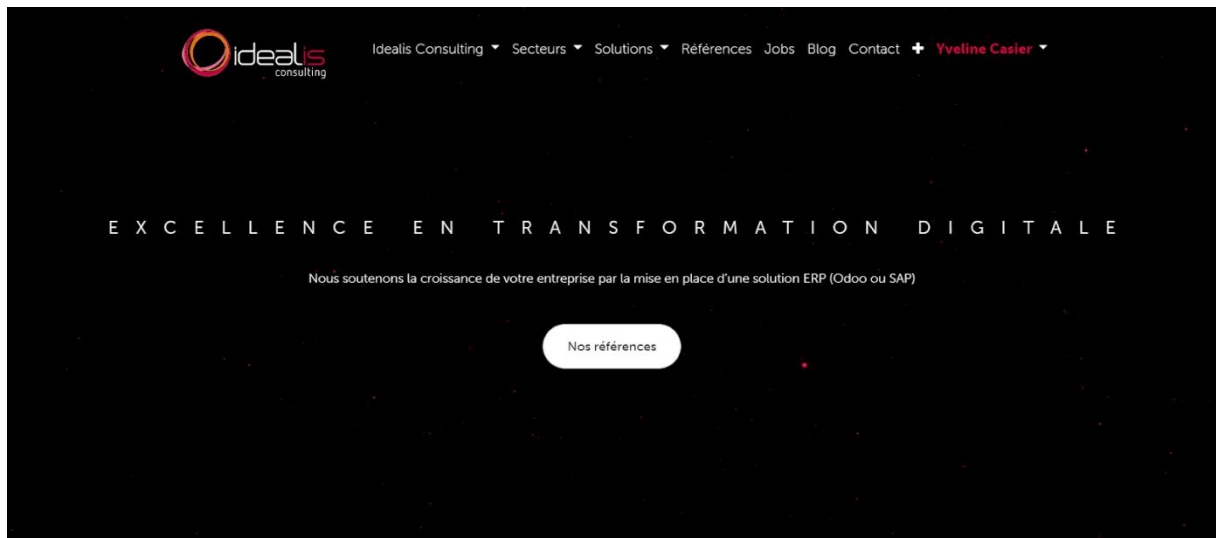 idealis
consulting
Idealis Consulting Secteurs Solutions Références Jobs Blog Contact Yveline Casier
EXCELLENCE EN TRANSFORMATION DIGITALE
Nous soutenons la croissance de votre entreprise par la mise en place d'une solution ERP (Odoo ou SAP)
Nos références